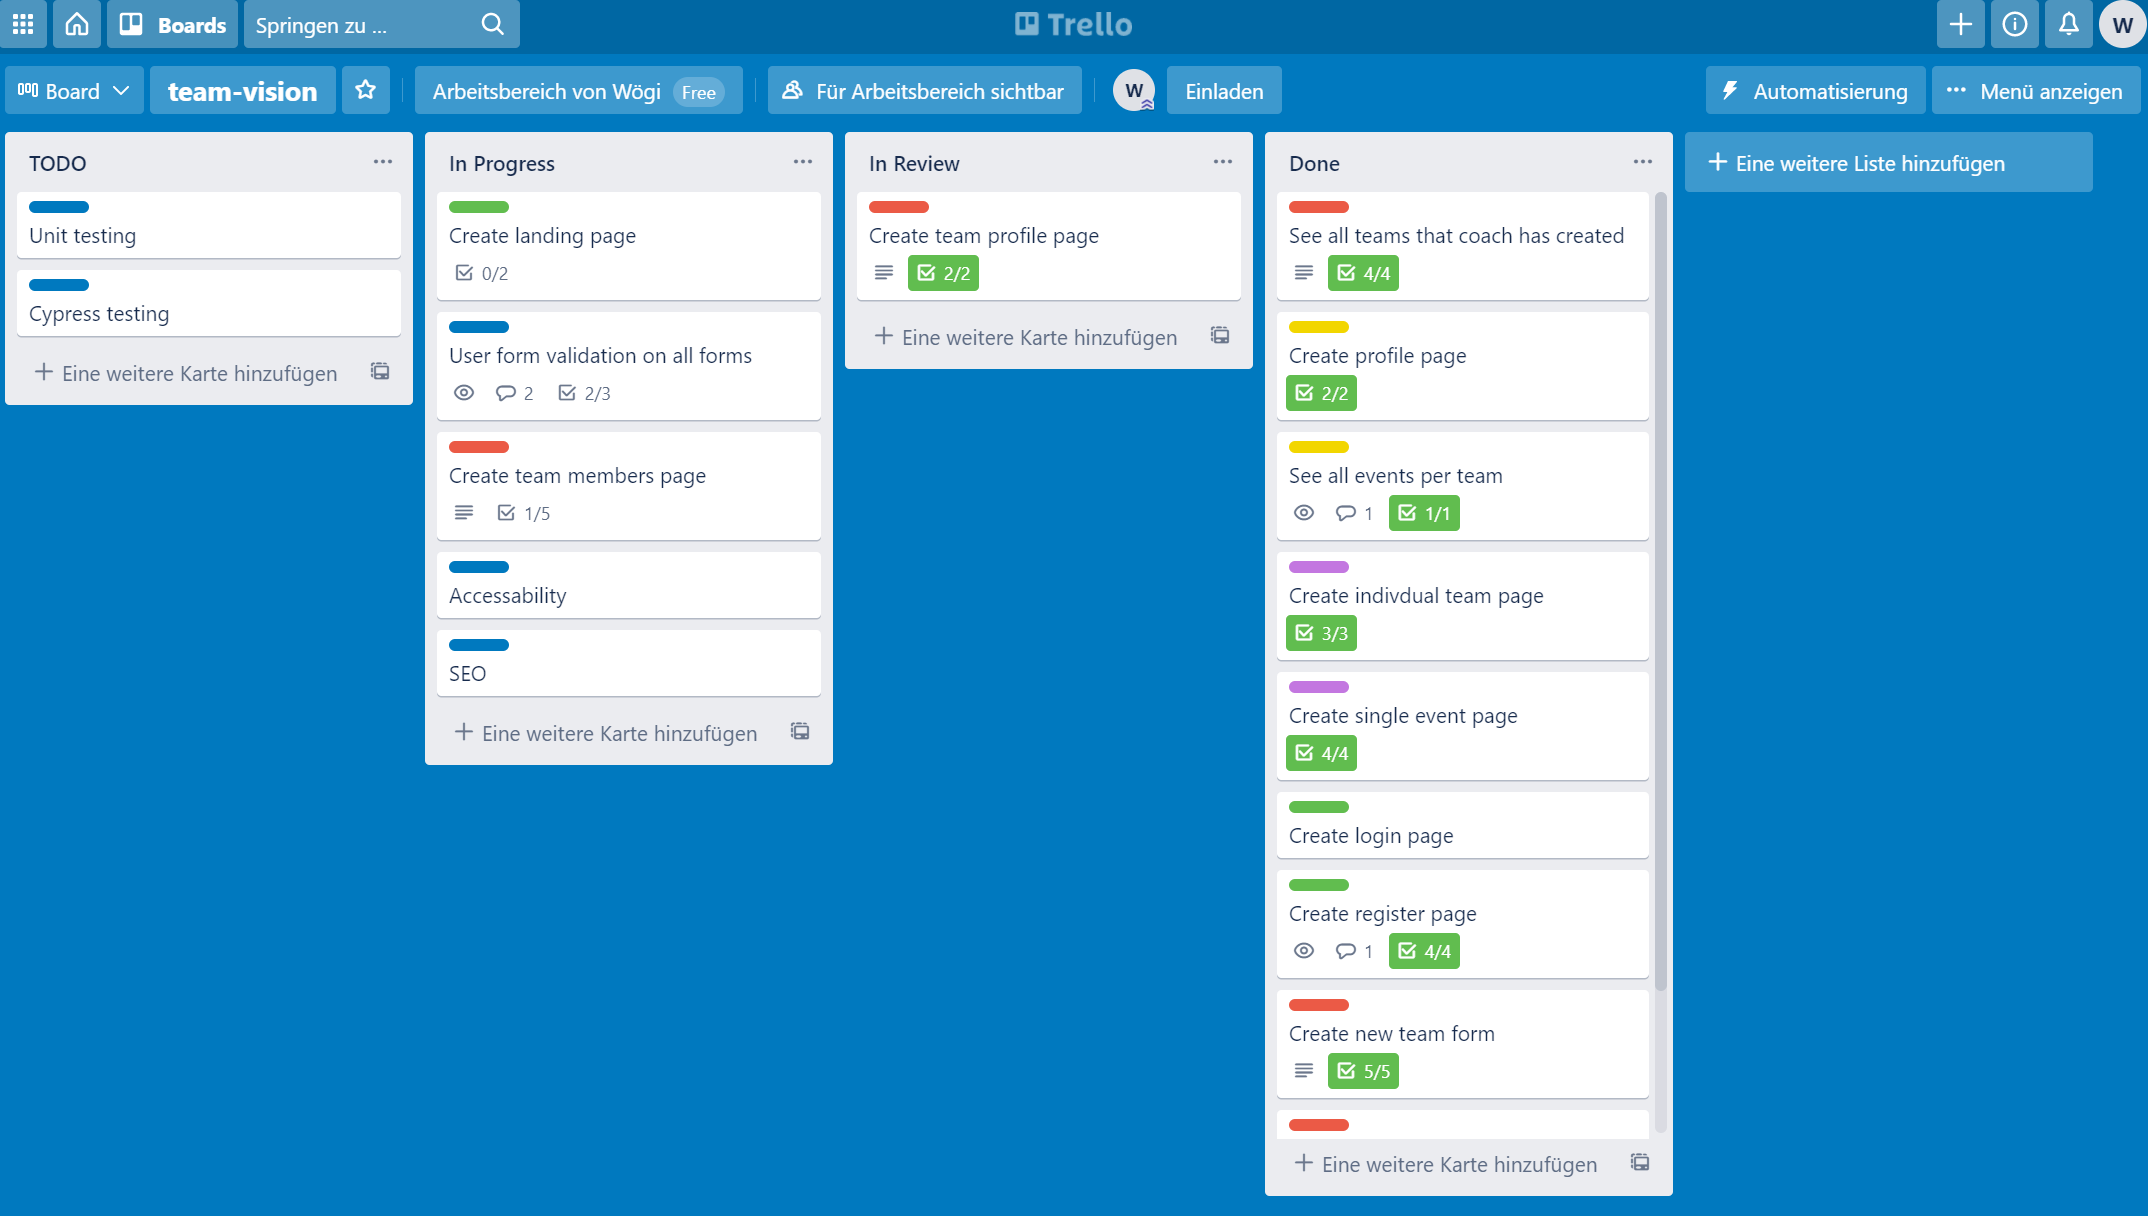 Boards
Springen zu ...
Trello
W
Board
team-vision
Arbeitsbereich von Wögi Free
Für Arbeitsbereich sichtbar
W
Einladen
Automatisierung
Menü anzeigen
TODO
Unit testing
Cypress testing
Eine weitere Karte hinzufügen
In Progress
Create landing page
0/2
User form validation on all forms
2 2/3
Create team members page
1/5
Accessability
SEO
Eine weitere Karte hinzufügen
In Review
Create team profile page
2/2
Eine weitere Karte hinzufügen
Done
See all teams that coach has created
4/4
Create profile page
2/2
See all events per team
1 1/1
Create indivdual team page
3/3
Create single event page
4/4
Create login page
Create register page
1 4/4
Create new team form
5/5
Eine weitere Karte hinzufügen
Eine weitere Liste hinzufügen